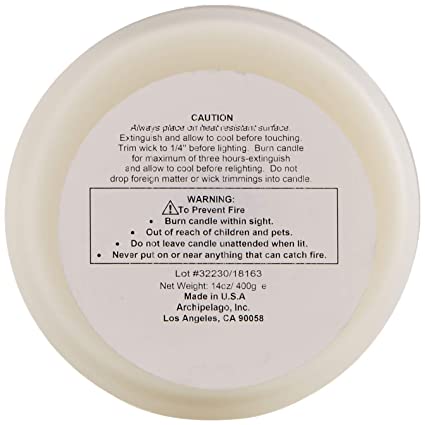 CAUTION
Always place on heat resistant surface.
Extinguish and allow to cool before touching.
Trim wick to 1/4" before lighting. Burn candle
for maximum of three hours-extinguish
and allow to cool before relighting. Do not
drop foreign matter or wick trimmings into candle.
WARNING:
To Prevent Fire
• Burn candle within sight.
• Out of reach of children and pets.
• Do not leave candle unattended when lit.
• Never put on or near anything that can catch fire.
Lot #32230/18163
Net Weight: 14oz/ 400g e
Made in U.S.A
Archipelago, Inc.
Los Angeles, CA 90058